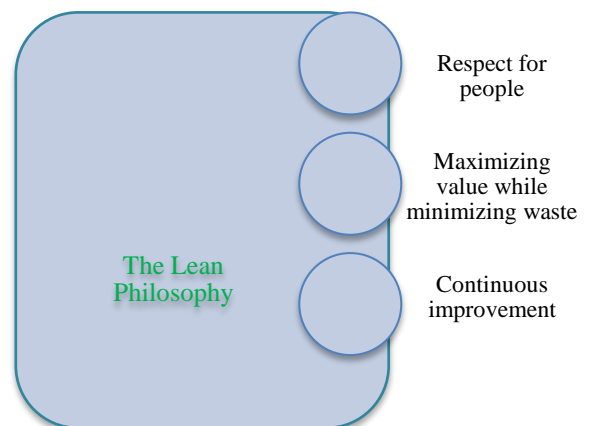 Respect for
people
Maximizing
value while
minimizing waste
The Lean
Philosophy
Continuous
improvement